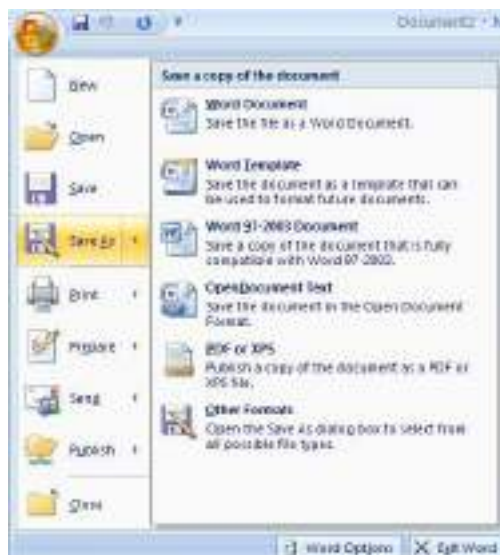 Document2 -
New
Open
Save
Save As
Print
Prepare
Send
Publish
Close
Save a copy of the document
Word Document
Save the file as a Word Document.
Word Template
Save the document as a template that can
be used to format future documents.
Word 97-2003 Document
Save a copy of the document that is fully
compatible with Word 97-2003.
OpenDocument Text
Save the document in the Open Document
Format.
PDF or XPS
Publish a copy of the document as a PDF or
XPS file.
Other Formats
Open the Save As dialog box to select from
all possible file types.
Word Options
Exit Word